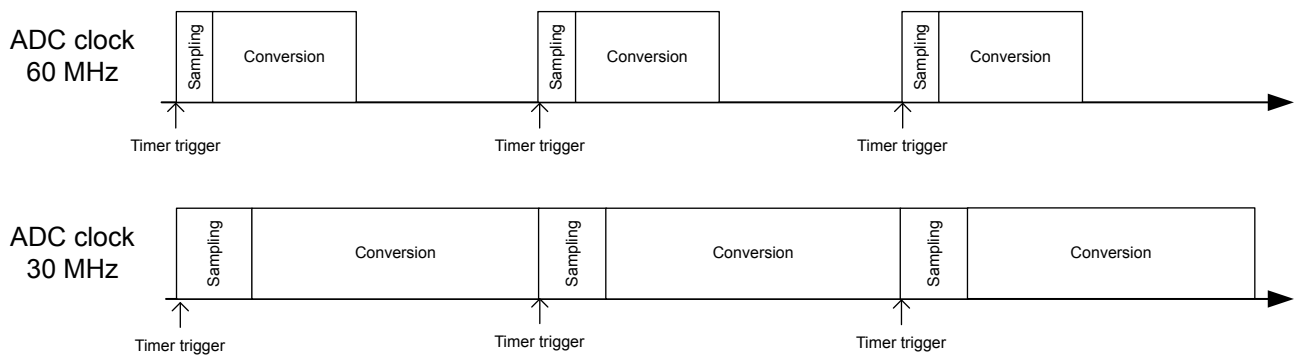 ADC clock
60 MHz
Sampling
Conversion
Sampling
Conversion
Sampling
Conversion
Timer trigger
Timer trigger
Timer trigger
ADC clock
30 MHz
Sampling
Conversion
Sampling
Conversion
Sampling
Conversion
Timer trigger
Timer trigger
Timer trigger